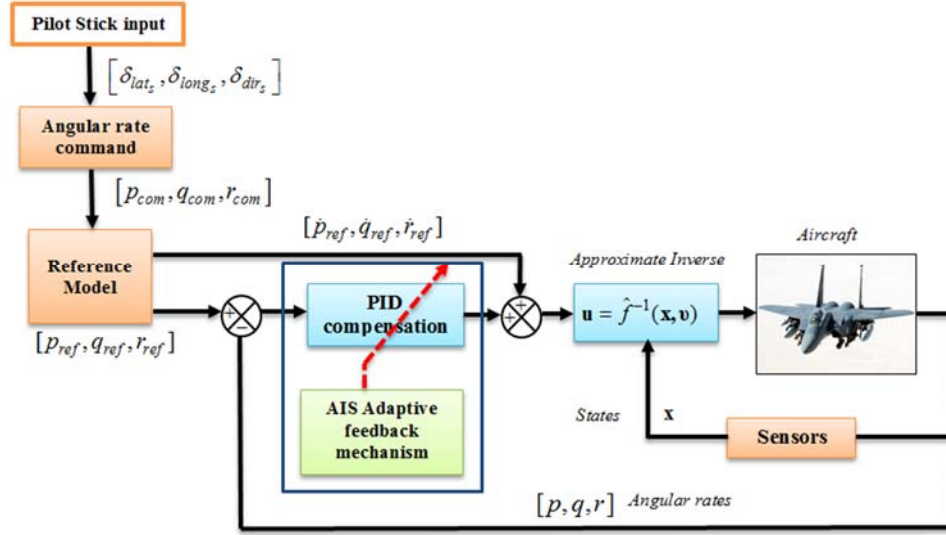 Pilot Stick input
[δ_lat_s, δ_long_s, δ_dir_s]
Angular rate
command
[p_com, q_com, r_com]
[ṗ_ref, q̇_ref, ṙ_ref]
Reference
Model
[p_ref, q_ref, r_ref]
+
−
PID
compensation
AIS Adaptive
feedback
mechanism
+
+
Approximate Inverse
u = f̂⁻¹(x, υ)
Aircraft
States
x
Sensors
[p, q, r]
Angular rates